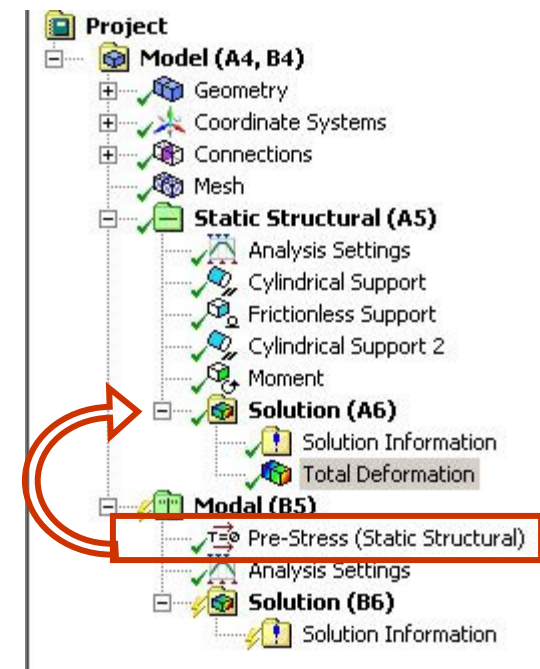 Project
Model (A4, B4)
Geometry
Coordinate Systems
Connections
Mesh
Static Structural (A5)
Analysis Settings
Cylindrical Support
Frictionless Support
Cylindrical Support 2
Moment
Solution (A6)
Solution Information
Total Deformation
Modal (B5)
T=0 Pre-Stress (Static Structural)
Analysis Settings
Solution (B6)
Solution Information